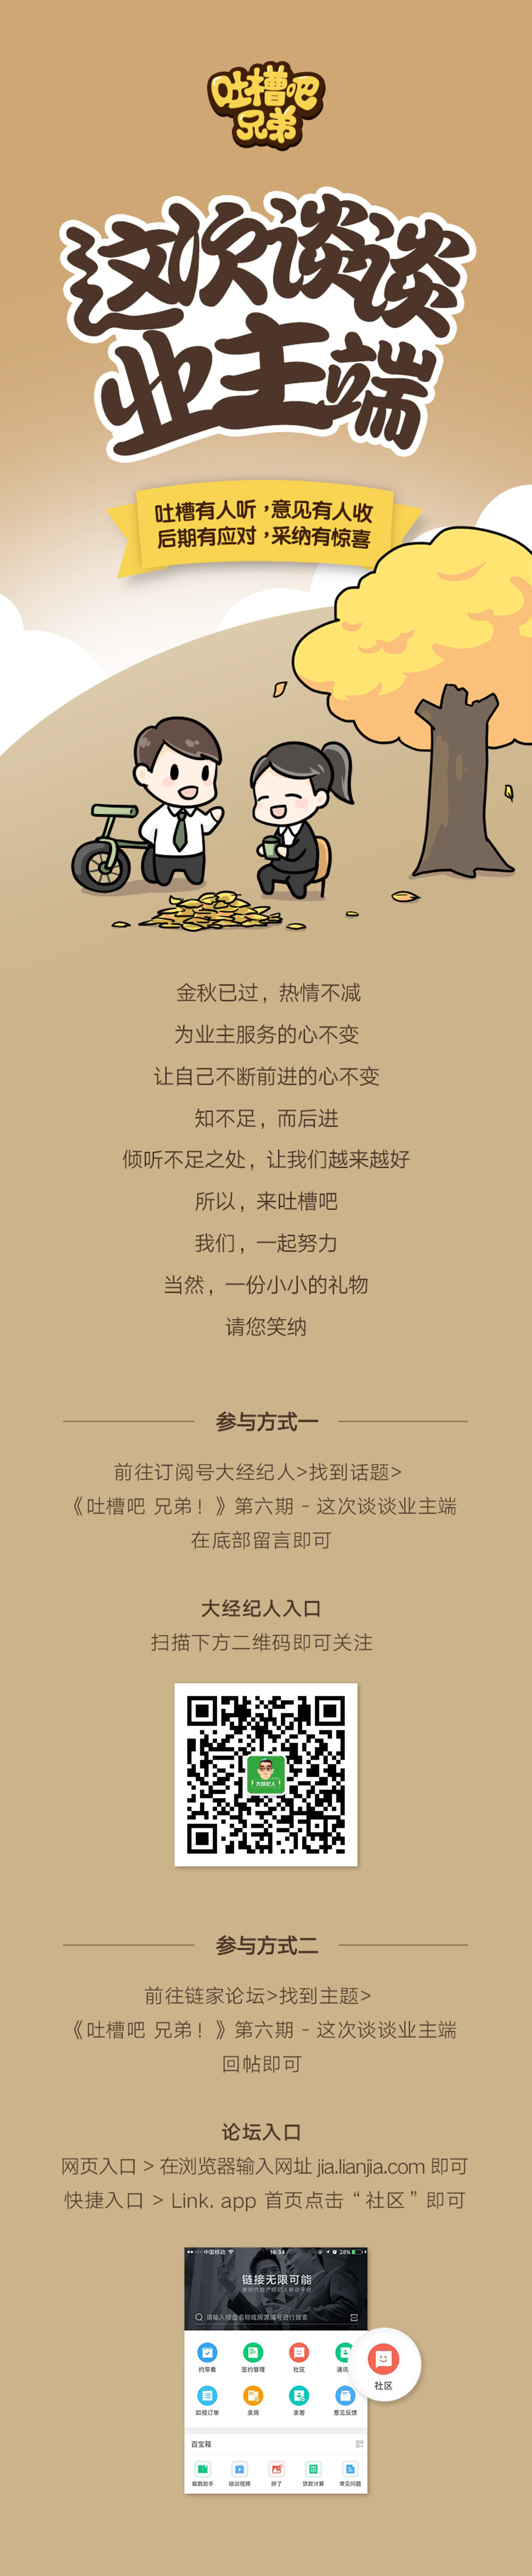 吐槽吧
兄弟
这次谈谈
业主端
吐槽有人听，意见有人收
后期有应对，采纳有惊喜
金秋已过，热情不减
为业主服务的心不变
让自己不断前进的心不变
知不足，而后进
倾听不足之处，让我们越来越好
所以，来吐槽吧
我们，一起努力
当然，一份小小的礼物
请您笑纳
参与方式一
前往订阅号大经纪人>找到话题>
《吐槽吧 兄弟！》第六期 - 这次谈谈业主端
在底部留言即可
大经纪人入口
扫描下方二维码即可关注
大经纪人
参与方式二
前往链家论坛>找到主题>
《吐槽吧 兄弟！》第六期 - 这次谈谈业主端
回帖即可
论坛入口
网页入口 > 在浏览器输入网址 jia.lianjia.com 即可
快捷入口 > Link. app 首页点击“社区”即可
中国移动 16:34 28%
链接无限可能
新时代房产经纪人移动平台
请输入楼盘名称或房源编号进行搜索
约带看 签约管理 社区 通讯
社区
如视订单 录房 录客 意见反馈
百宝箱
扁鹊助手 培训视频 拼了 贷款计算 常见问题